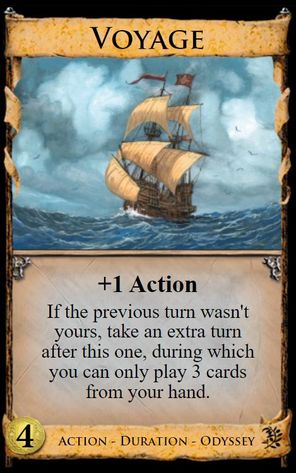 VOYAGE
+1 Action
If the previous turn wasn't
yours, take an extra turn
after this one, during which
you can only play 3 cards
from your hand.
4
ACTION - DURATION - ODYSSEY